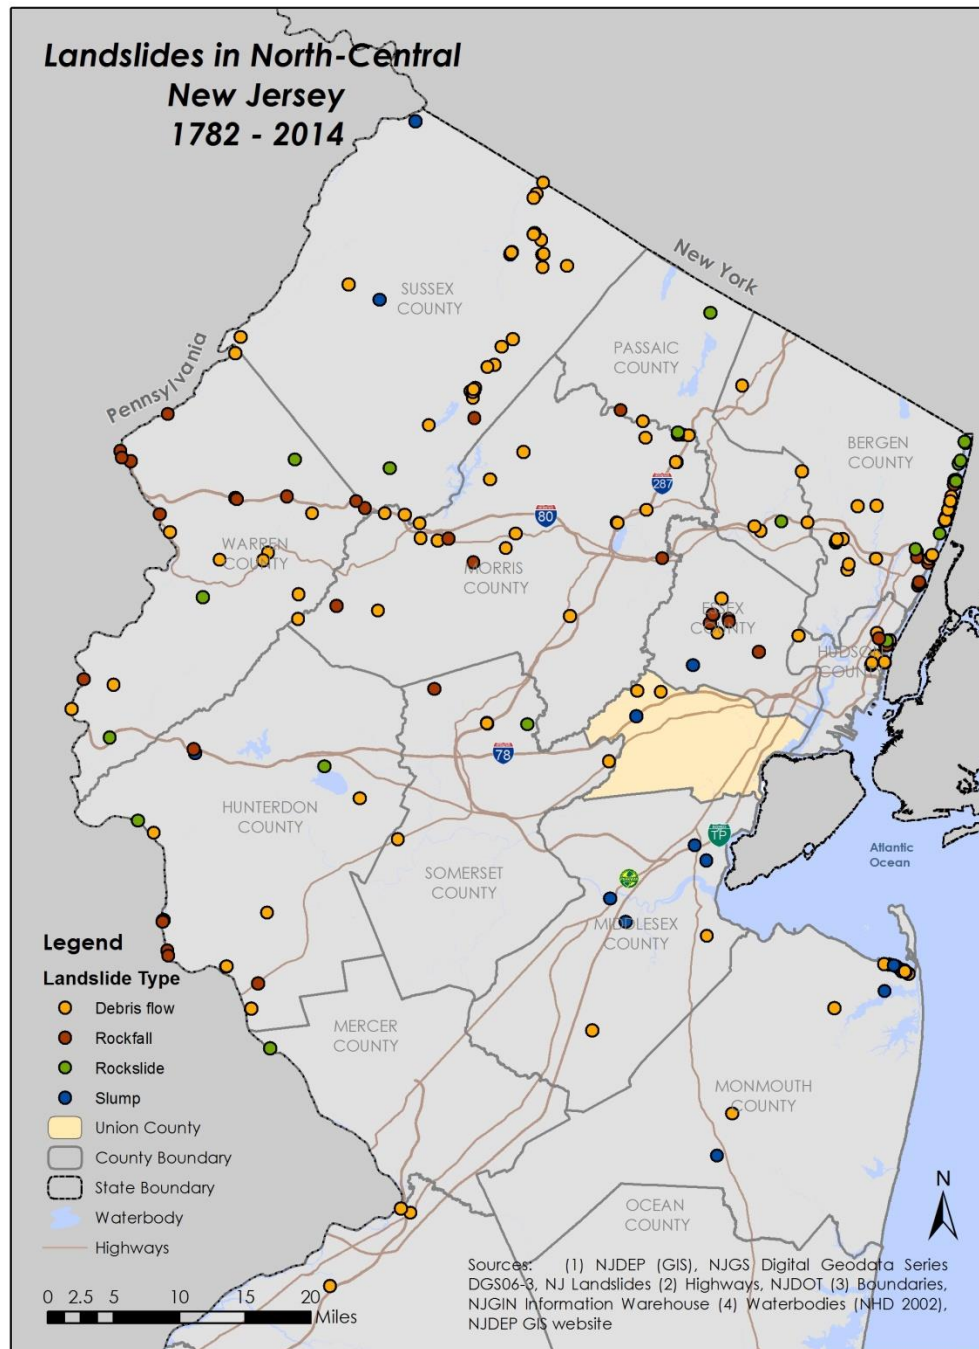 Landslides in North-Central
New Jersey
1782 - 2014
New York
Pennsylvania
SUSSEX
COUNTY
PASSAIC
COUNTY
BERGEN
COUNTY
287
80
WARREN
COUNTY
MORRIS
COUNTY
ESSEX
COUNTY
HUDSON
COUNTY
78
HUNTERDON
COUNTY
TP
Atlantic
Ocean
SOMERSET
COUNTY
MIDDLESEX
COUNTY
MERCER
COUNTY
MONMOUTH
COUNTY
OCEAN
COUNTY
Legend
Landslide Type
Debris flow
Rockfall
Rockslide
Slump
Union County
County Boundary
State Boundary
Waterbody
Highways
0 2.5 5 10 15 20
Miles
N
Sources: (1) NJDEP (GIS), NJGS Digital Geodata Series
DGS06-3, NJ Landslides (2) Highways, NJDOT (3) Boundaries,
NJGIN Information Warehouse (4) Waterbodies (NHD 2002),
NJDEP GIS website